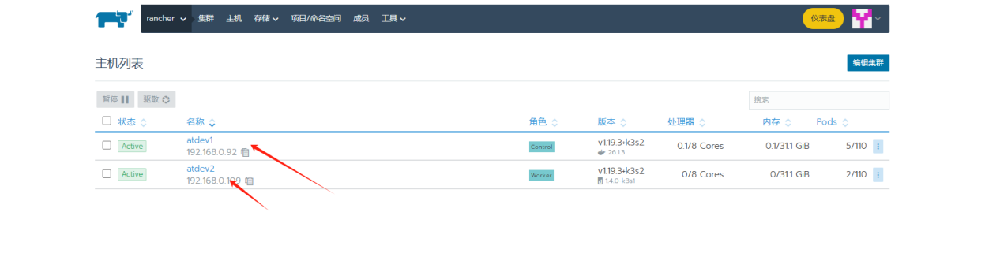 rancher 集群 主机 存储 项目/命名空间 成员 工具 仪表盘
主机列表 编辑集群
暂停 驱散 搜索
状态 名称 角色 版本 处理器 内存 Pods
Active atdev1 Control v1.19.3+k3s2 0.1/8 Cores 0.1/31.1 GiB 5/110
192.168.0.92 26.1.3
Active atdev2 Worker v1.19.3+k3s2 0/8 Cores 0/31.1 GiB 2/110
192.168.0.109 1.4.0-k3s1